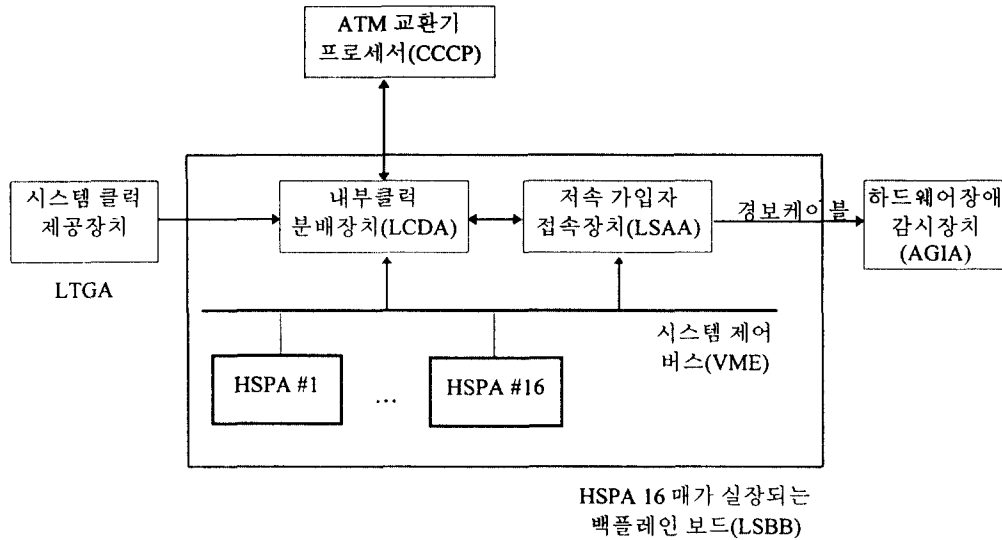 ATM 교환기
프로세서(CCCP)
시스템 클럭
제공장치
LTGA
내부클럭
분배장치(LCDA)
저속 가입자
접속장치(LSAA)
경보케이블
하드웨어장애
감시장치
(AGIA)
시스템 제어
버스(VME)
HSPA #1
...
HSPA #16
HSPA 16 매가 실장되는
백플레인 보드(LSBB)